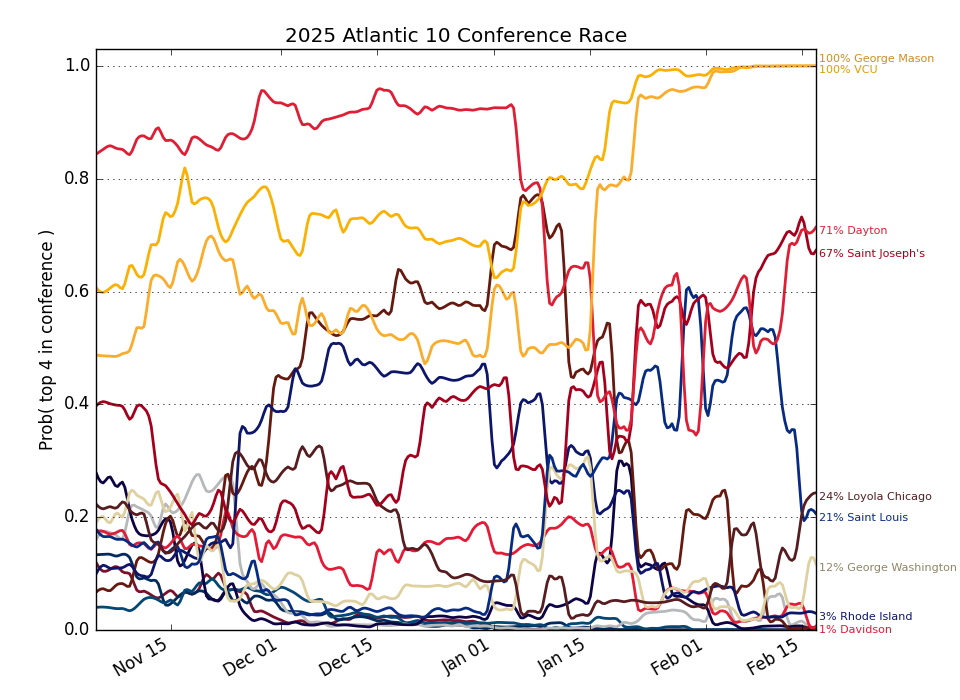 2025 Atlantic 10 Conference Race
Prob( top 4 in conference )
1.0
0.8
0.6
0.4
0.2
0.0
Nov 15
Dec 01
Dec 15
Jan 01
Jan 15
Feb 01
Feb 15
100% George Mason
100% VCU
71% Dayton
67% Saint Joseph's
24% Loyola Chicago
21% Saint Louis
12% George Washington
3% Rhode Island
1% Davidson